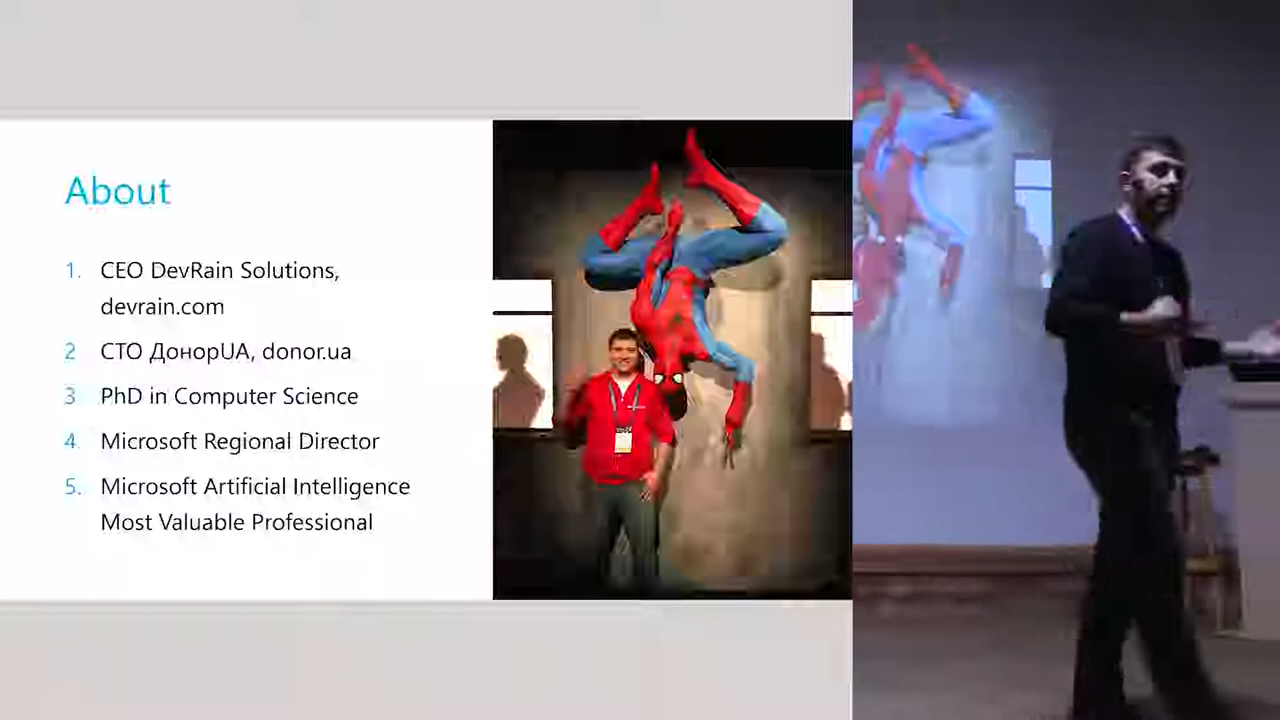 About
1. CEO DevRain Solutions,
devrain.com
2 CTO ДонорUA, donor.ua
3 PhD in Computer Science
4. Microsoft Regional Director
5. Microsoft Artificial Intelligence
Most Valuable Professional